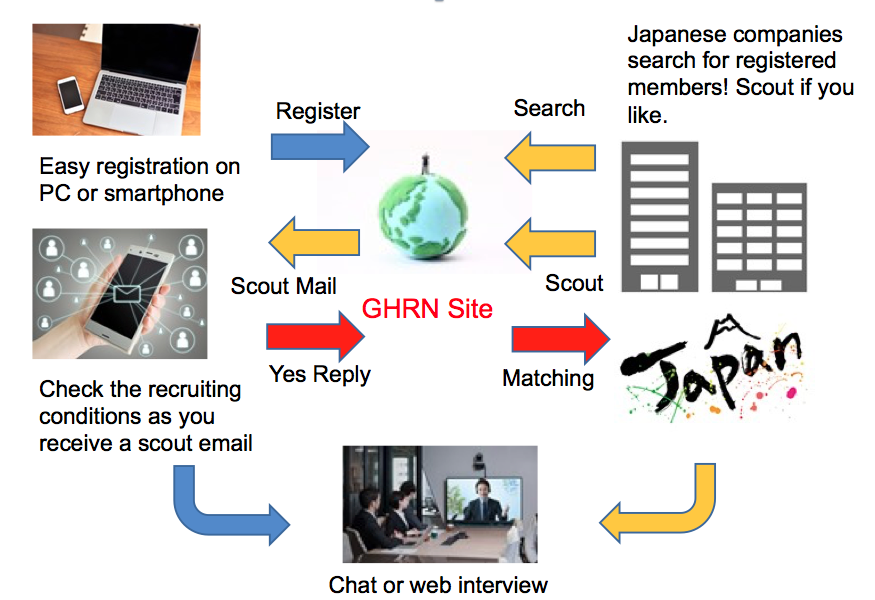 Japanese companies
search for registered
members! Scout if you
like.
Register
Search
Easy registration on
PC or smartphone
Scout Mail
Scout
GHRN Site
Yes Reply
Matching
Japan
Check the recruiting
conditions as you
receive a scout email
Chat or web interview